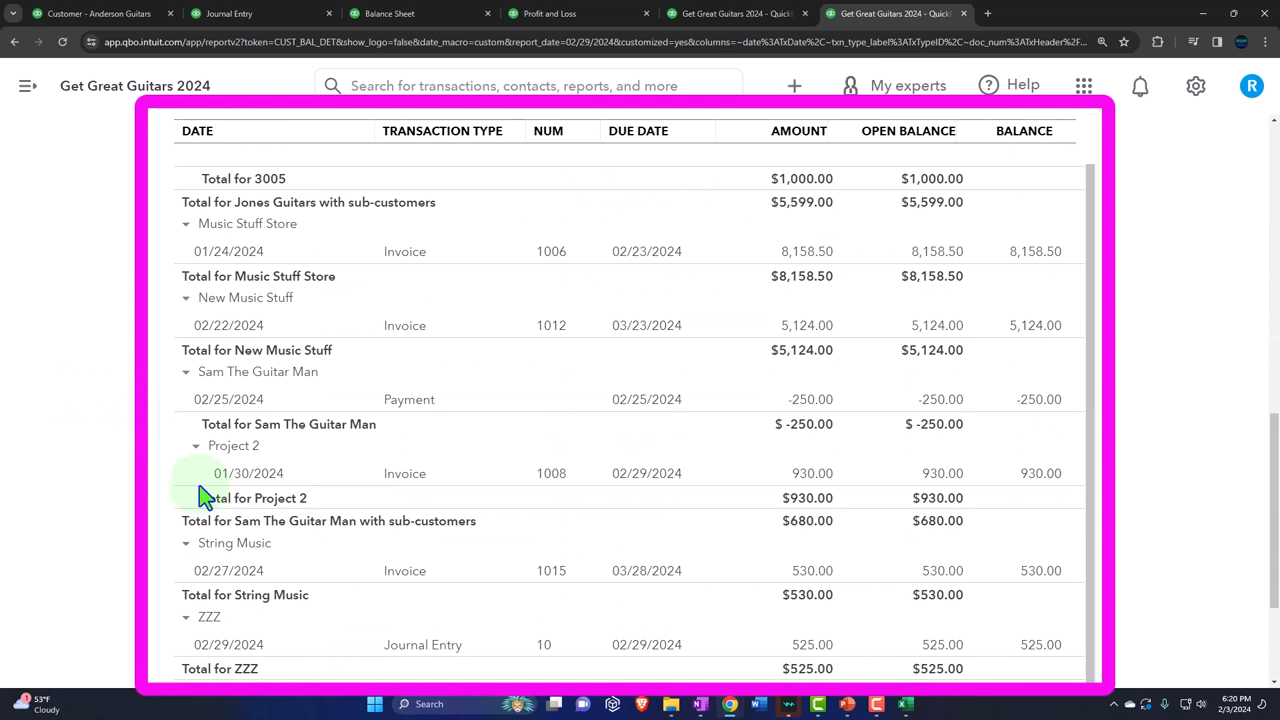 Customer - Anderson Guitars
Journal Entry
Balance Sheet
Profit and Loss
Get Great Guitars 2024 - Quick
Get Great Guitars 2024 - Quick
app.qbo.intuit.com/app/reportv2?token=CUST_BAL_DET&show_logo=false&date_macro=custom&report_date=02/29/2024&customized=yes&columns=~date%3ATxDate%2C~txn_type_label%3ATxTypeID%2C~doc_num%3ATxHeader%2F...
Get Great Guitars 2024
Search for transactions, contacts, reports, and more
My experts
Help
R
DATE TRANSACTION TYPE NUM DUE DATE AMOUNT OPEN BALANCE BALANCE
Total for 3005 $1,000.00 $1,000.00
Total for Jones Guitars with sub-customers $5,599.00 $5,599.00
Music Stuff Store
01/24/2024 Invoice 1006 02/23/2024 8,158.50 8,158.50 8,158.50
Total for Music Stuff Store $8,158.50 $8,158.50
New Music Stuff
02/22/2024 Invoice 1012 03/23/2024 5,124.00 5,124.00 5,124.00
Total for New Music Stuff $5,124.00 $5,124.00
Sam The Guitar Man
02/25/2024 Payment 02/25/2024 -250.00 -250.00 -250.00
Total for Sam The Guitar Man $ -250.00 $ -250.00
Project 2
01/30/2024 Invoice 1008 02/29/2024 930.00 930.00 930.00
Total for Project 2 $930.00 $930.00
Total for Sam The Guitar Man with sub-customers $680.00 $680.00
String Music
02/27/2024 Invoice 1015 03/28/2024 530.00 530.00 530.00
Total for String Music $530.00 $530.00
ZZZ
02/29/2024 Journal Entry 10 02/29/2024 525.00 525.00 525.00
Total for ZZZ $525.00 $525.00
53°F
Cloudy
Search
6:20 PM
2/3/2024